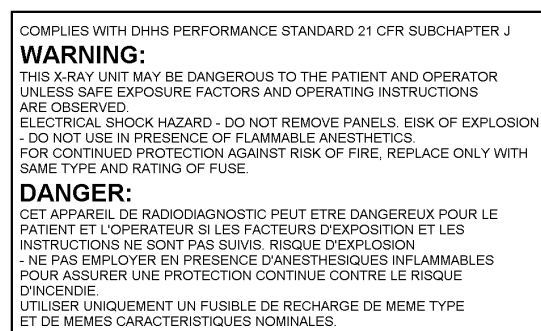 COMPLIES WITH DHHS PERFORMANCE STANDARD 21 CFR SUBCHAPTER J
WARNING:
THIS X-RAY UNIT MAY BE DANGEROUS TO THE PATIENT AND OPERATOR
UNLESS SAFE EXPOSURE FACTORS AND OPERATING INSTRUCTIONS
ARE OBSERVED.
ELECTRICAL SHOCK HAZARD - DO NOT REMOVE PANELS. EISK OF EXPLOSION
- DO NOT USE IN PRESENCE OF FLAMMABLE ANESTHETICS.
FOR CONTINUED PROTECTION AGAINST RISK OF FIRE, REPLACE ONLY WITH
SAME TYPE AND RATING OF FUSE.
DANGER:
CET APPAREIL DE RADIODIAGNOSTIC PEUT ETRE DANGEREUX POUR LE
PATIENT ET L'OPERATEUR SI LES FACTEURS D'EXPOSITION ET LES
INSTRUCTIONS NE SONT PAS SUIVIS. RISQUE D'EXPLOSION
- NE PAS EMPLOYER EN PRESENCE D'ANESTHESIQUES INFLAMMABLES
POUR ASSURER UNE PROTECTION CONTINUE CONTRE LE RISQUE
D'INCENDIE.
UTILISER UNIQUEMENT UN FUSIBLE DE RECHARGE DE MEME TYPE
ET DE MEMES CARACTERISTIQUES NOMINALES.